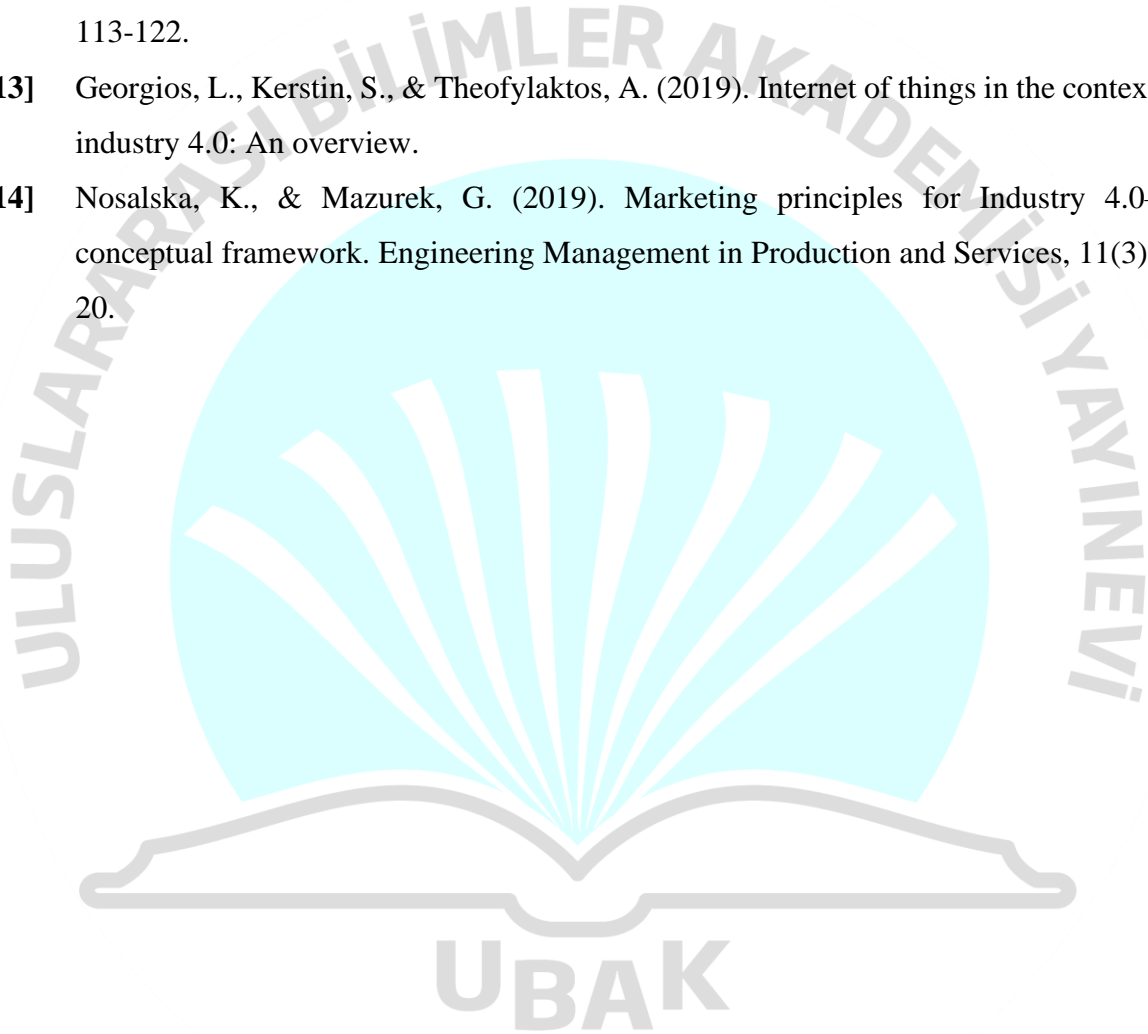 113-122.
13] Georgios, L., Kerstin, S., & Theofylaktos, A. (2019). Internet of things in the contex
industry 4.0: An overview.
14] Nosalska, K., & Mazurek, G. (2019). Marketing principles for Industry 4.0-
conceptual framework. Engineering Management in Production and Services, 11(3)
20.
ULUSLARARASI BİLİMLER AKADEMİSİ YAYINEVİ
UBAK